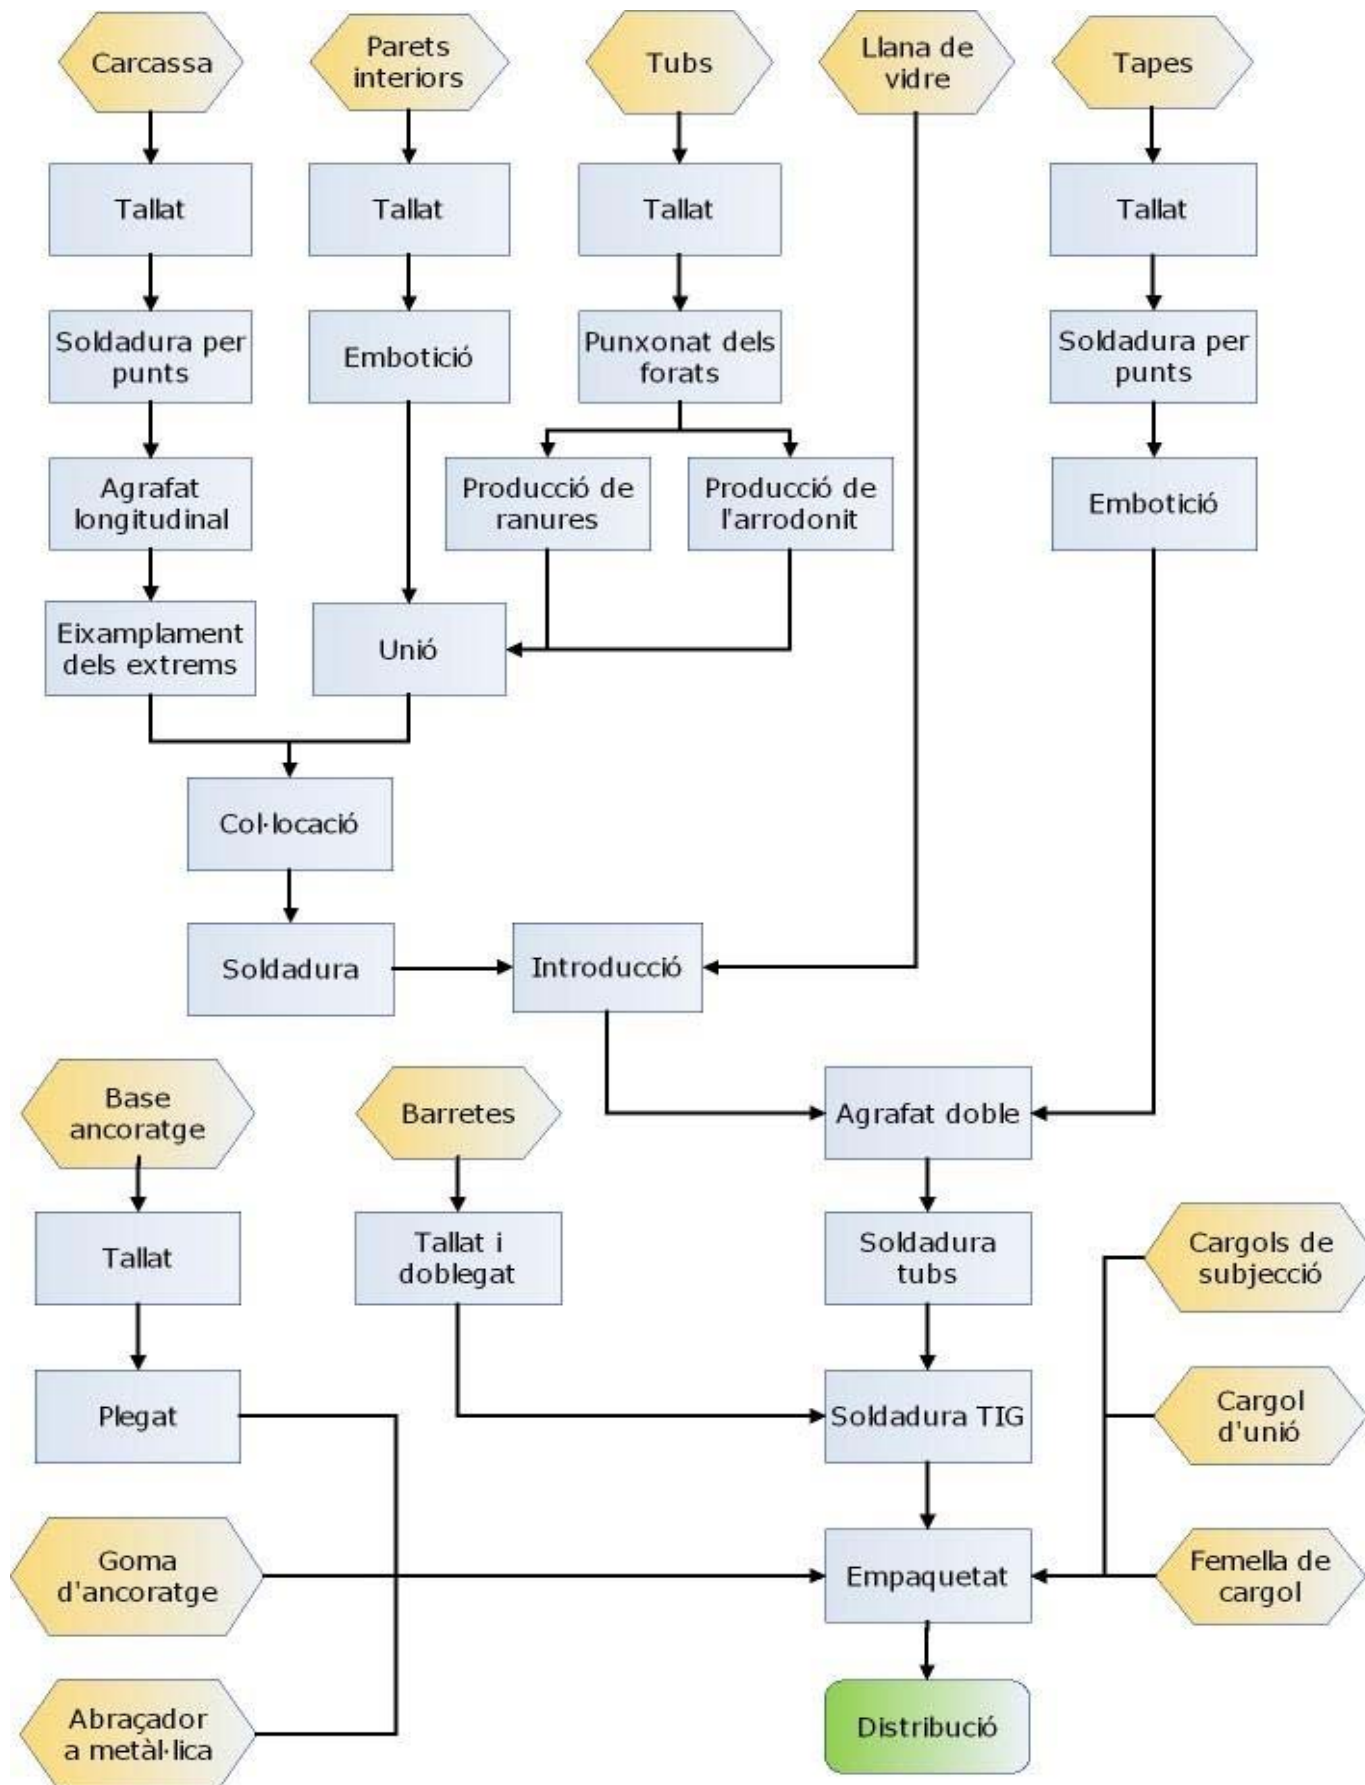 Carcassa
Parets
interiors
Tubs
Llana de
vidre
Tapes
Tallat
Tallat
Tallat
Tallat
Soldadura per
punts
Embotició
Punxonat dels
forats
Soldadura per
punts
Agrafat
longitudinal
Producció de
ranures
Producció de
l'arrodonit
Embotició
Eixamplament
dels extrems
Unió
Col·locació
Soldadura
Introducció
Base
ancoratge
Barretes
Agrafat doble
Tallat
Tallat i
doblegat
Soldadura
tubs
Cargols de
subjecció
Plegat
Soldadura TIG
Cargol
d'unió
Goma
d'ancoratge
Empaquetat
Femella de
cargol
Abraçador
a metàl·lica
Distribució